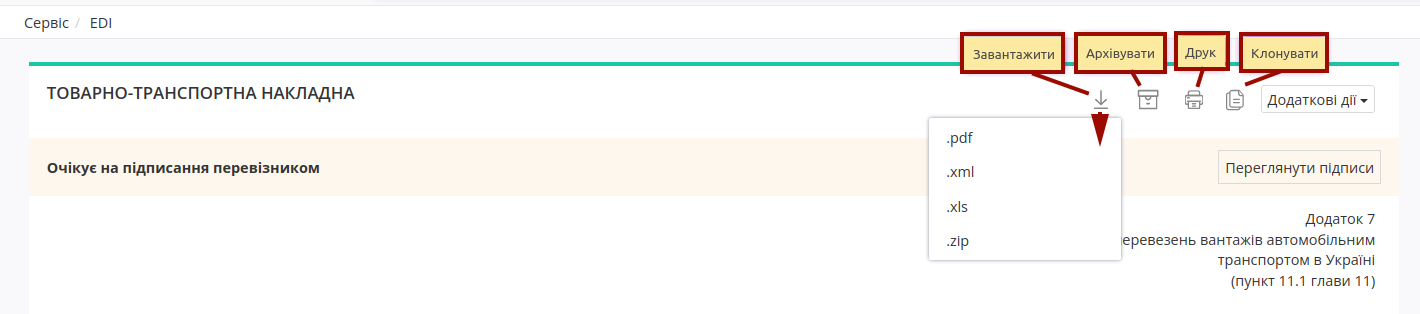 Сервіс / EDI
Завантажити Архівувати Друк Клонувати
ТОВАРНО-ТРАНСПОРТНА НАКЛАДНА
Додаткові дії
.pdf
.xml
.xls
.zip
Очікує на підписання перевізником
Переглянути підписи
Додаток 7
еревезень вантажів автомобільним
транспортом в Україні
(пункт 11.1 глави 11)